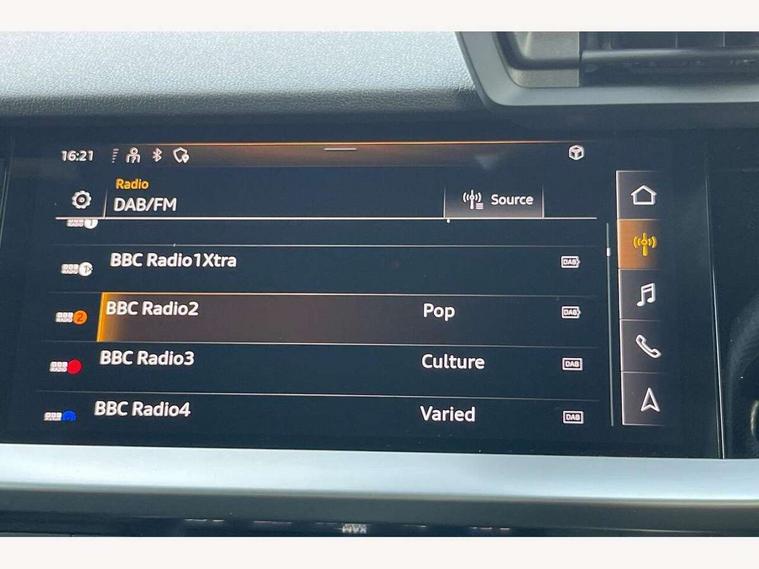 16:21
Radio
DAB/FM
Source
BBC Radio1Xtra DAB
BBC Radio2 Pop DAB
BBC Radio3 Culture DAB
BBC Radio4 Varied DAB